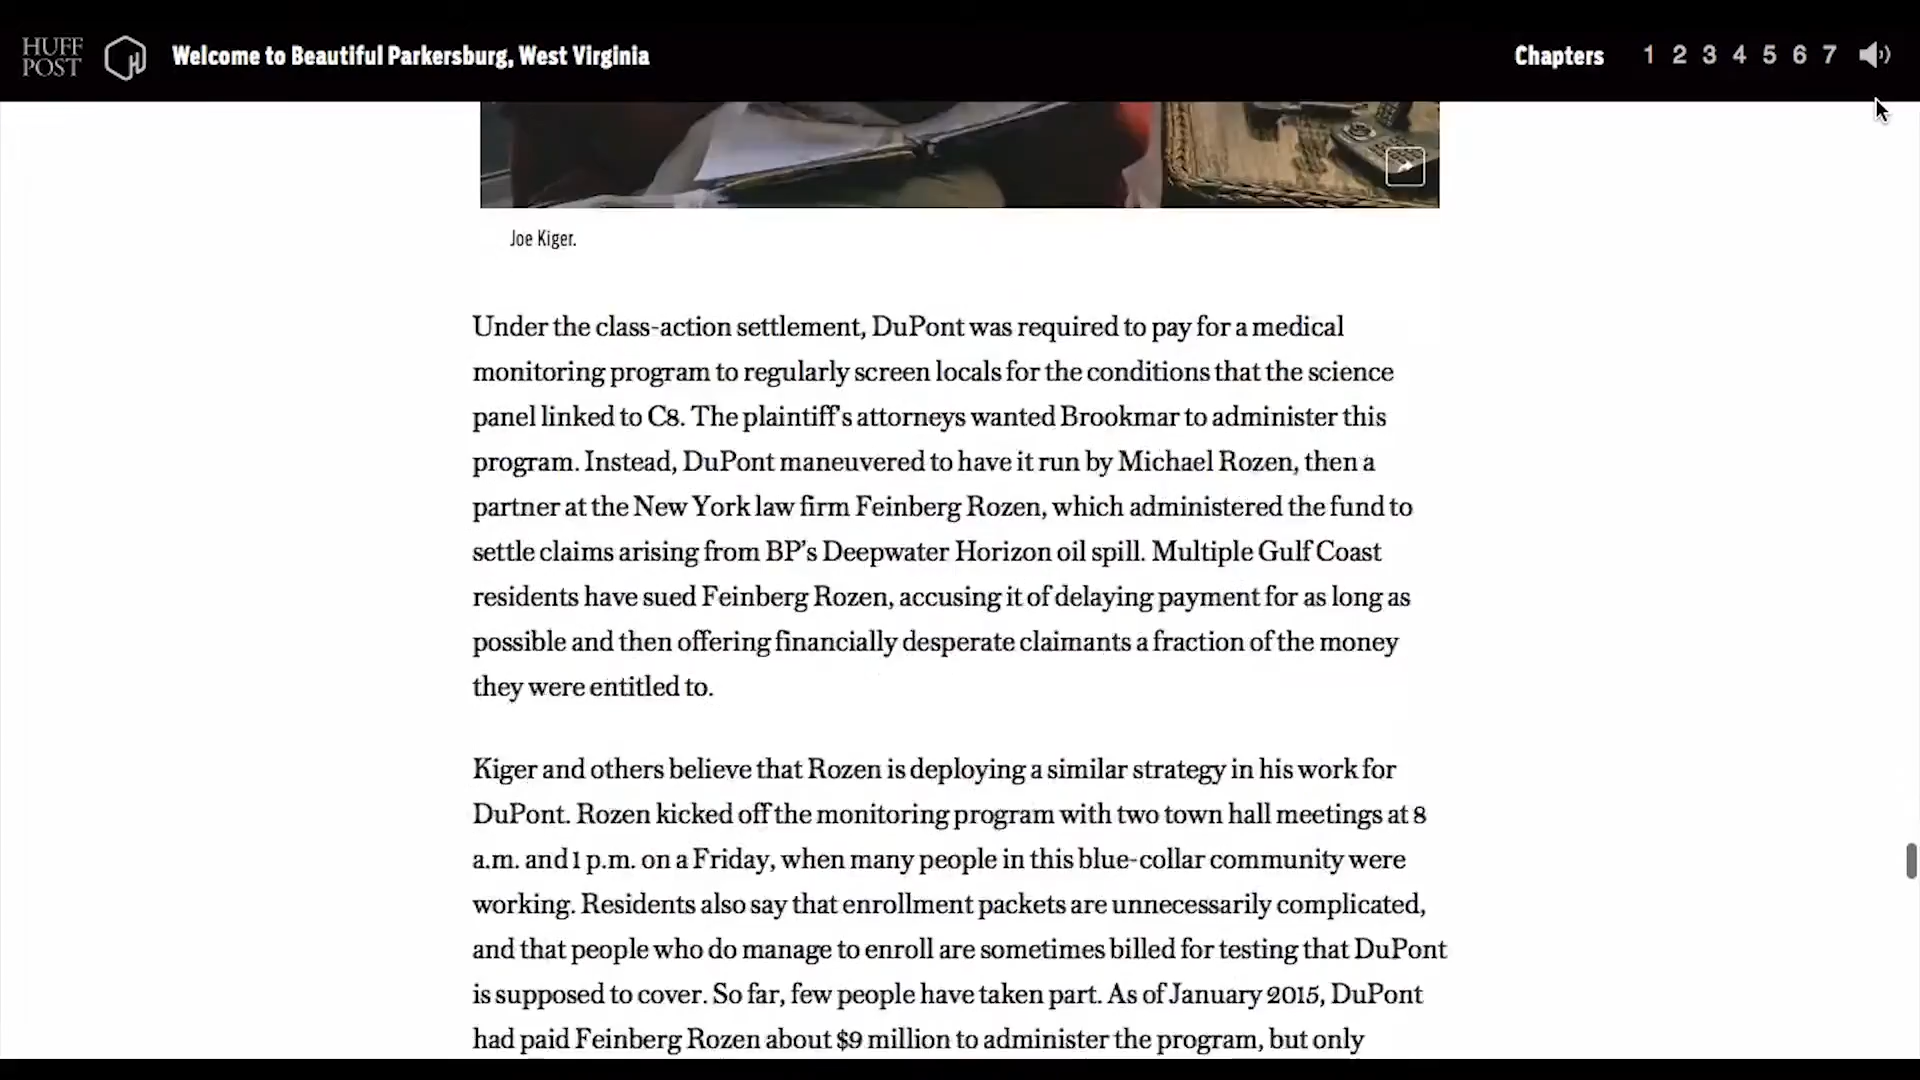 HUFF
POST
Welcome to Beautiful Parkersburg, West Virginia
Chapters 1 2 3 4 5 6 7
Joe Kiger.
Under the class-action settlement, DuPont was required to pay for a medical
monitoring program to regularly screen locals for the conditions that the science
panel linked to C8. The plaintiff's attorneys wanted Brookmar to administer this
program. Instead, DuPont maneuvered to have it run by Michael Rozen, then a
partner at the New York law firm Feinberg Rozen, which administered the fund to
settle claims arising from BP's Deepwater Horizon oil spill. Multiple Gulf Coast
residents have sued Feinberg Rozen, accusing it of delaying payment for as long as
possible and then offering financially desperate claimants a fraction of the money
they were entitled to.
Kiger and others believe that Rozen is deploying a similar strategy in his work for
DuPont. Rozen kicked off the monitoring program with two town hall meetings at 8
a.m. and 1 p.m. on a Friday, when many people in this blue-collar community were
working. Residents also say that enrollment packets are unnecessarily complicated,
and that people who do manage to enroll are sometimes billed for testing that DuPont
is supposed to cover. So far, few people have taken part. As of January 2015, DuPont
had paid Feinberg Rozen about $9 million to administer the program, but only